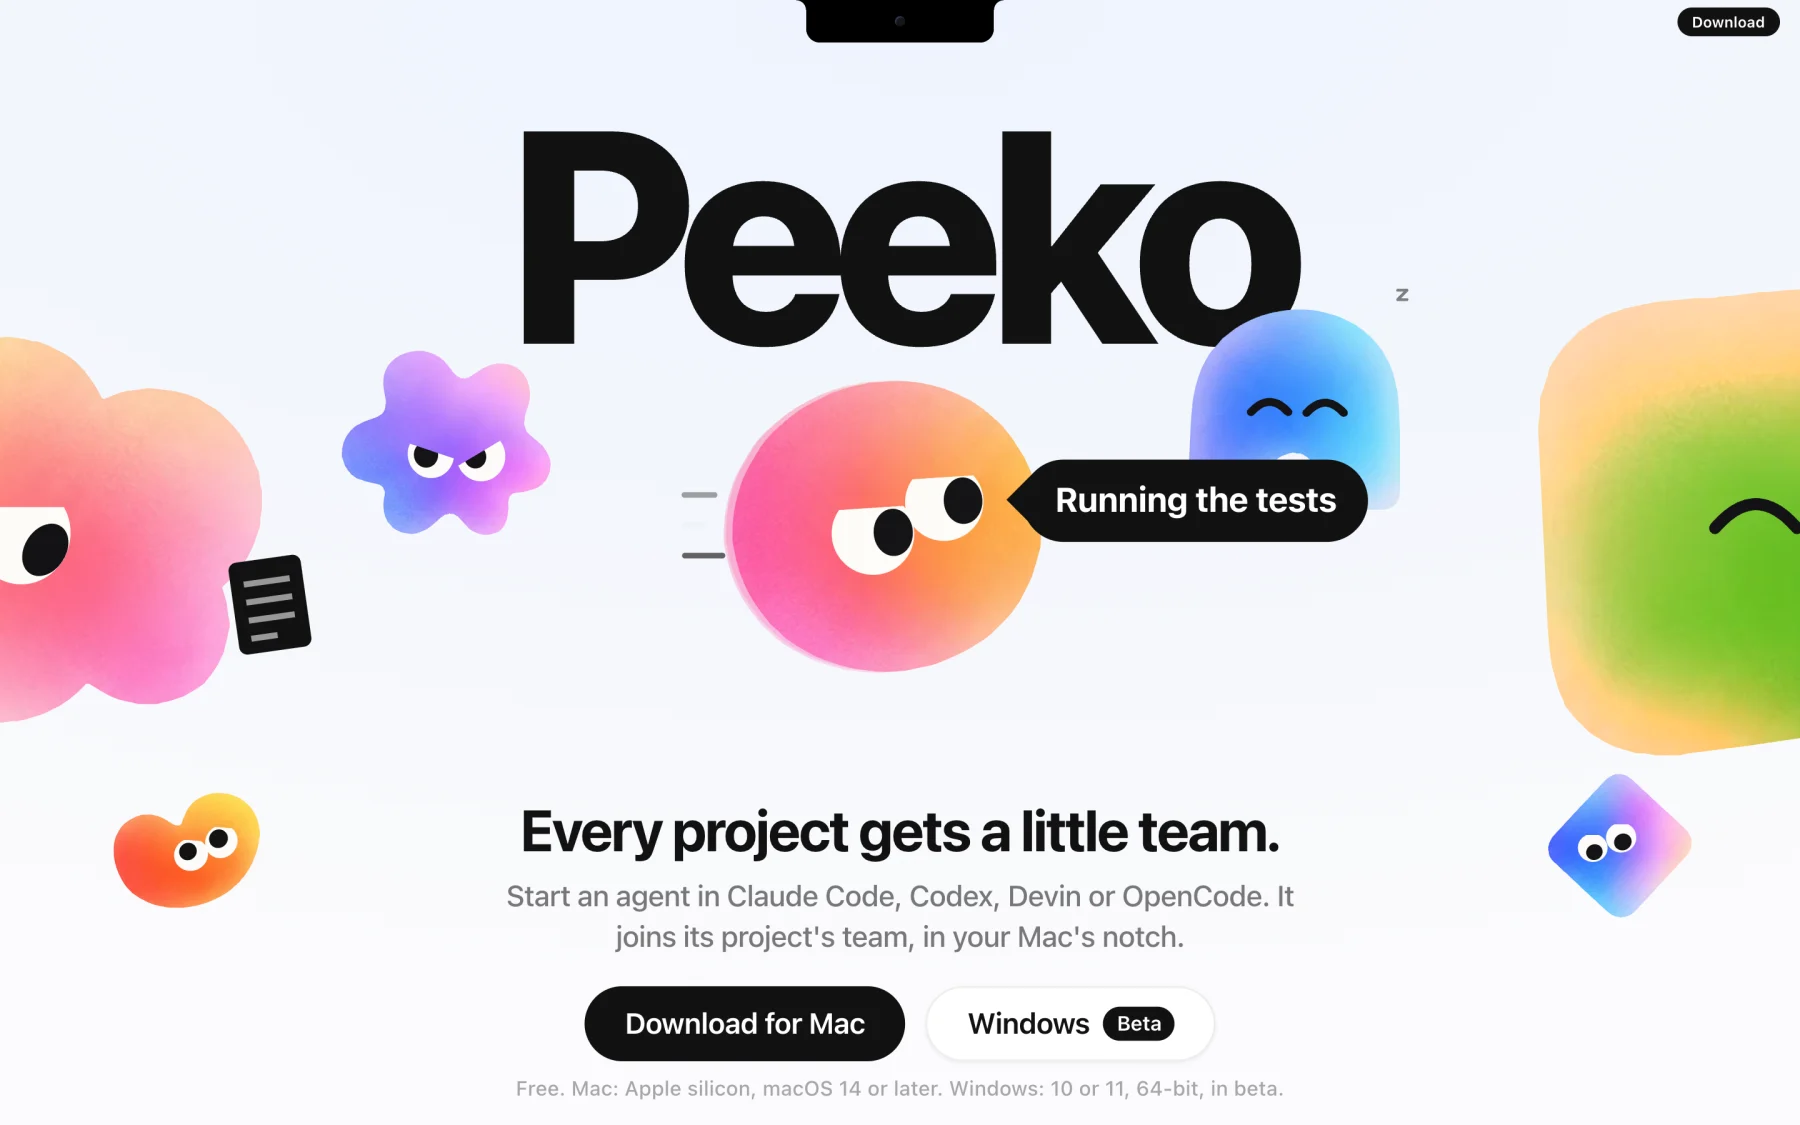 Download
Peeko
z
Running the tests
Every project gets a little team.
Start an agent in Claude Code, Codex, Devin or OpenCode. It
joins its project's team, in your Mac's notch.
Download for Mac
Windows Beta
Free. Mac: Apple silicon, macOS 14 or later. Windows: 10 or 11, 64-bit, in beta.